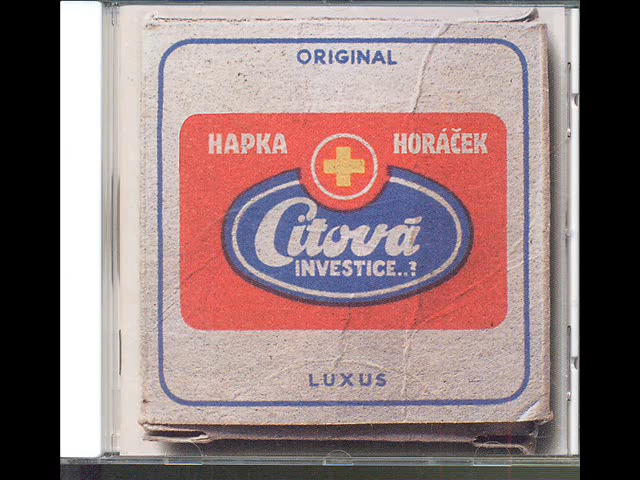 ORIGINAL
HAPKA HORÁČEK
Citová
INVESTICE..?
LUXUS